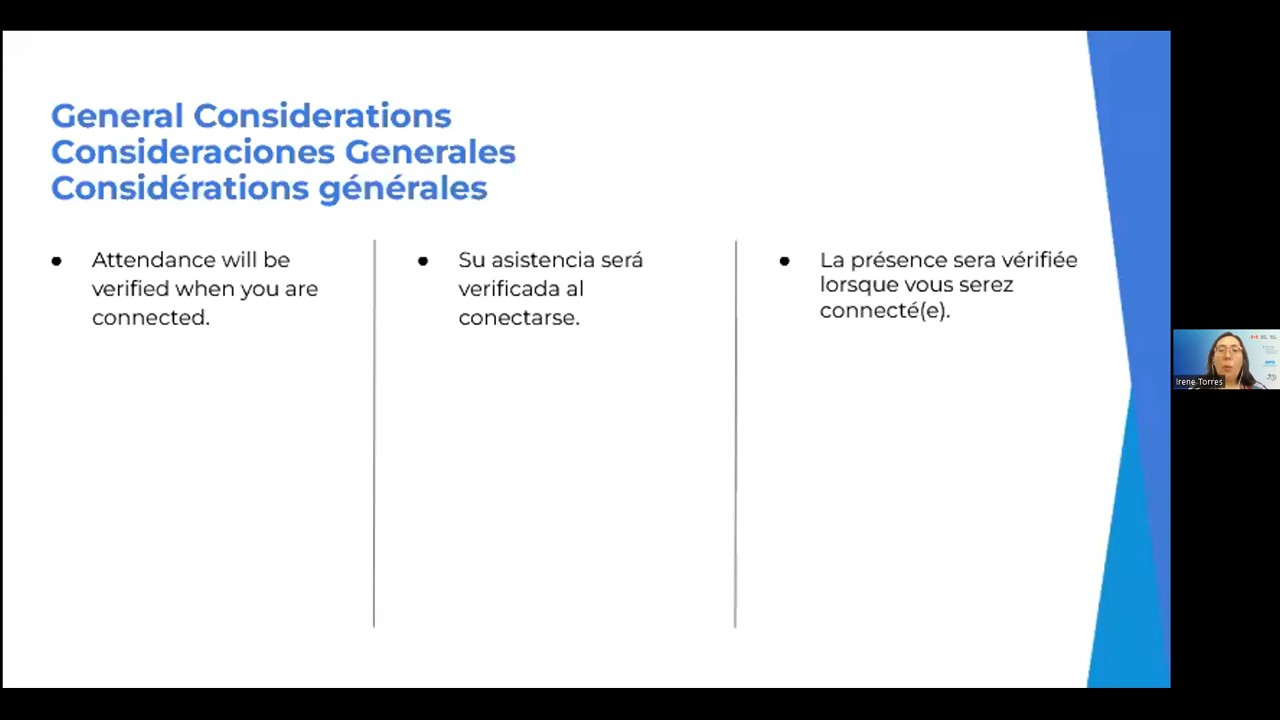 General Considerations
Consideraciones Generales
Considérations générales
● Attendance will be
verified when you are
connected.
● Su asistencia será
verificada al
conectarse.
● La présence sera vérifiée
lorsque vous serez
connecté(e).
Irene Torres